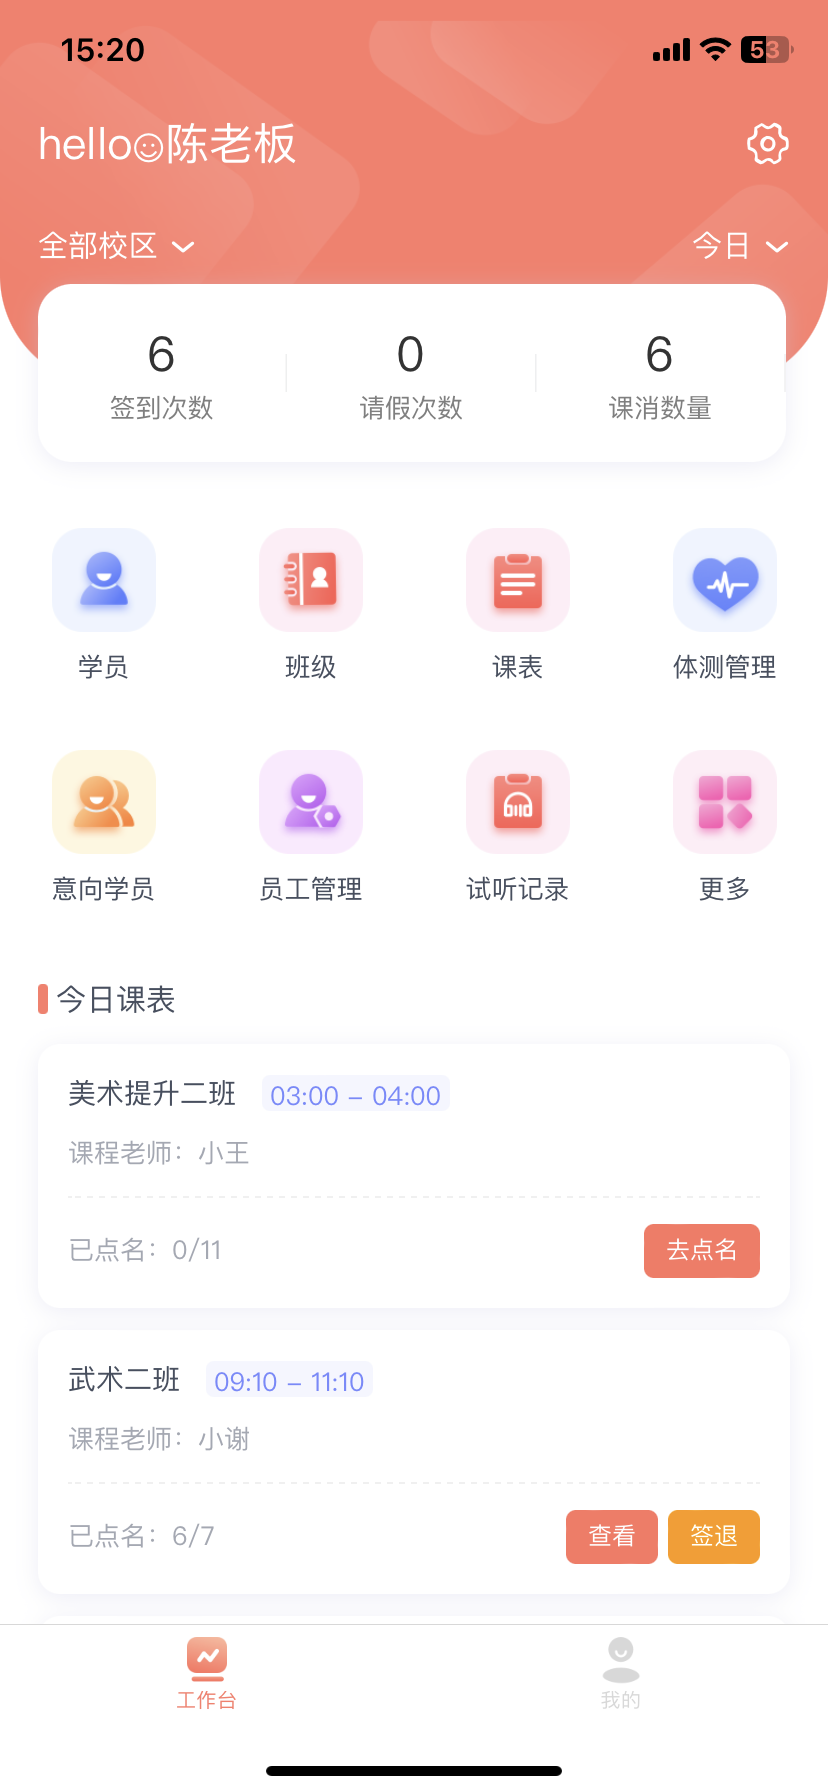 15:20
53
hello☺陈老板
全部校区
今日
6
0
6
签到次数
请假次数
课消数量
学员
班级
课表
体测管理
意向学员
员工管理
试听记录
更多
今日课表
美术提升二班 03:00 – 04:00
课程老师：小王
已点名：0/11
去点名
武术二班 09:10 – 11:10
课程老师：小谢
已点名：6/7
查看
签退
工作台
我的